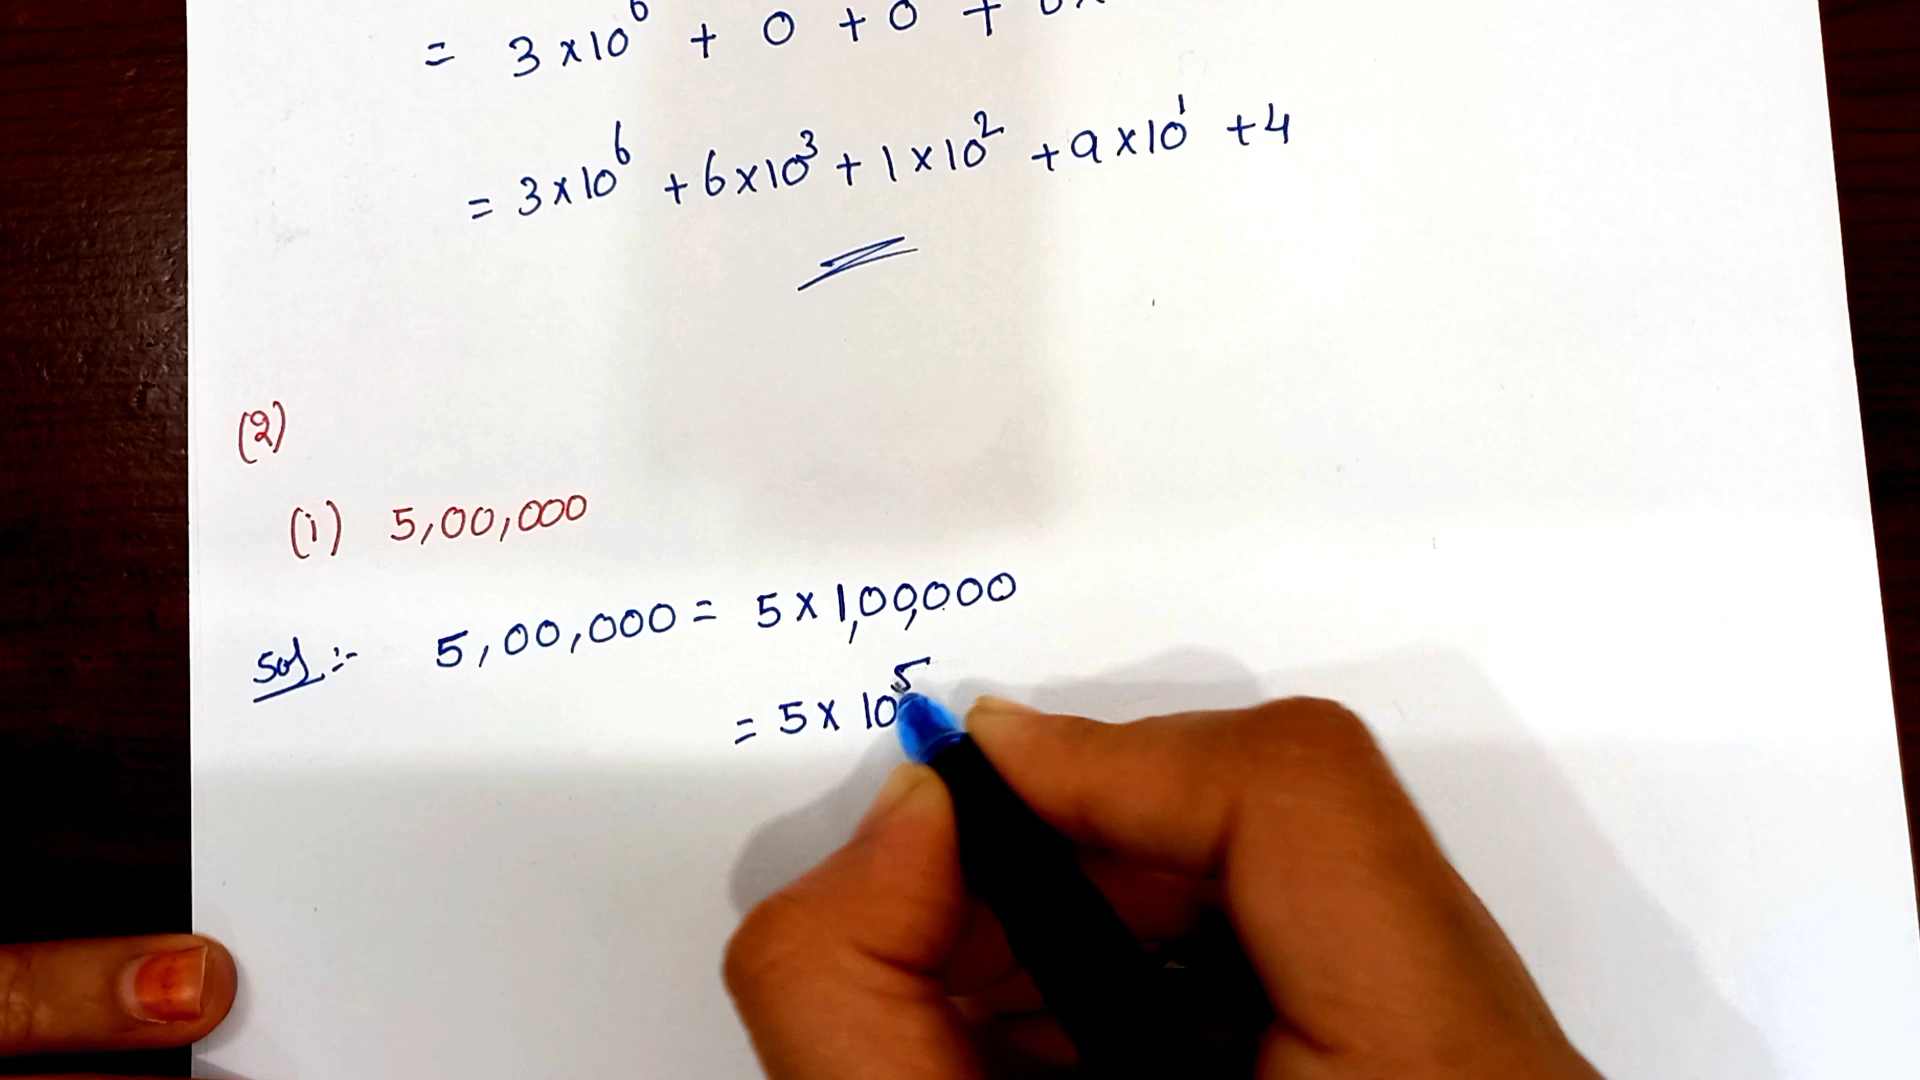 = 3×10⁶ + 0 + 0 +
= 3×10⁶ + 6×10³ + 1×10² + 9×10¹ + 4
(2)
(i) 5,00,000
Sol :- 5,00,000 = 5 × 1,00,000
= 5 × 10⁵